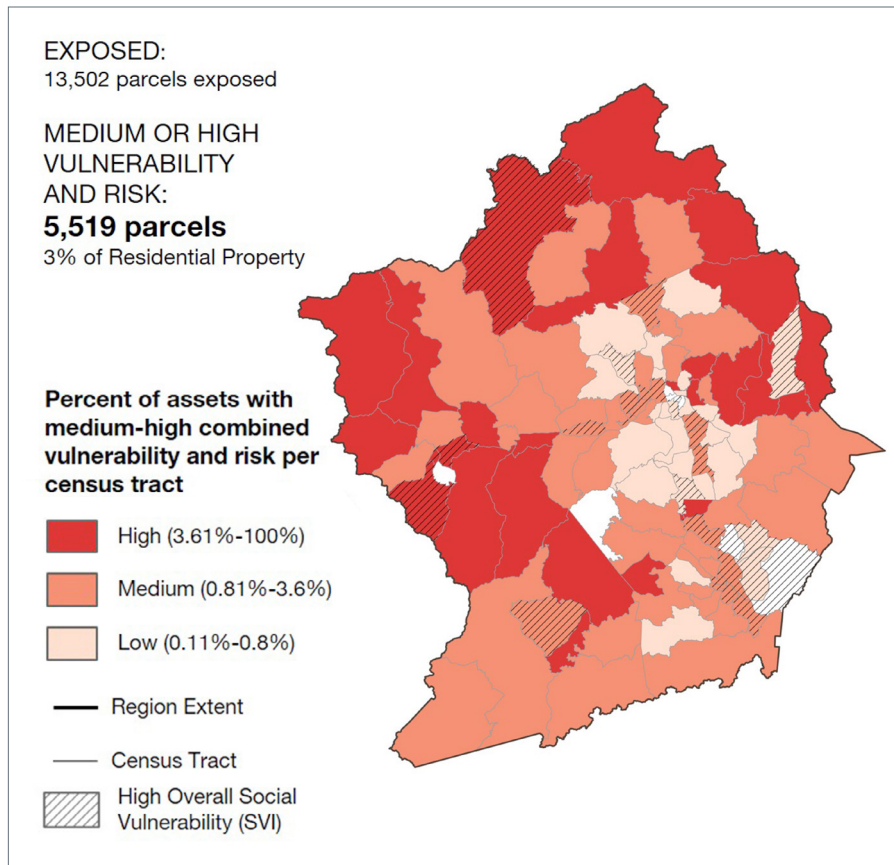 EXPOSED:
13,502 parcels exposed
MEDIUM OR HIGH
VULNERABILITY
AND RISK:
5,519 parcels
3% of Residential Property
Percent of assets with
medium-high combined
vulnerability and risk per
census tract
High (3.61%-100%)
Medium (0.81%-3.6%)
Low (0.11%-0.8%)
Region Extent
Census Tract
High Overall Social
Vulnerability (SVI)